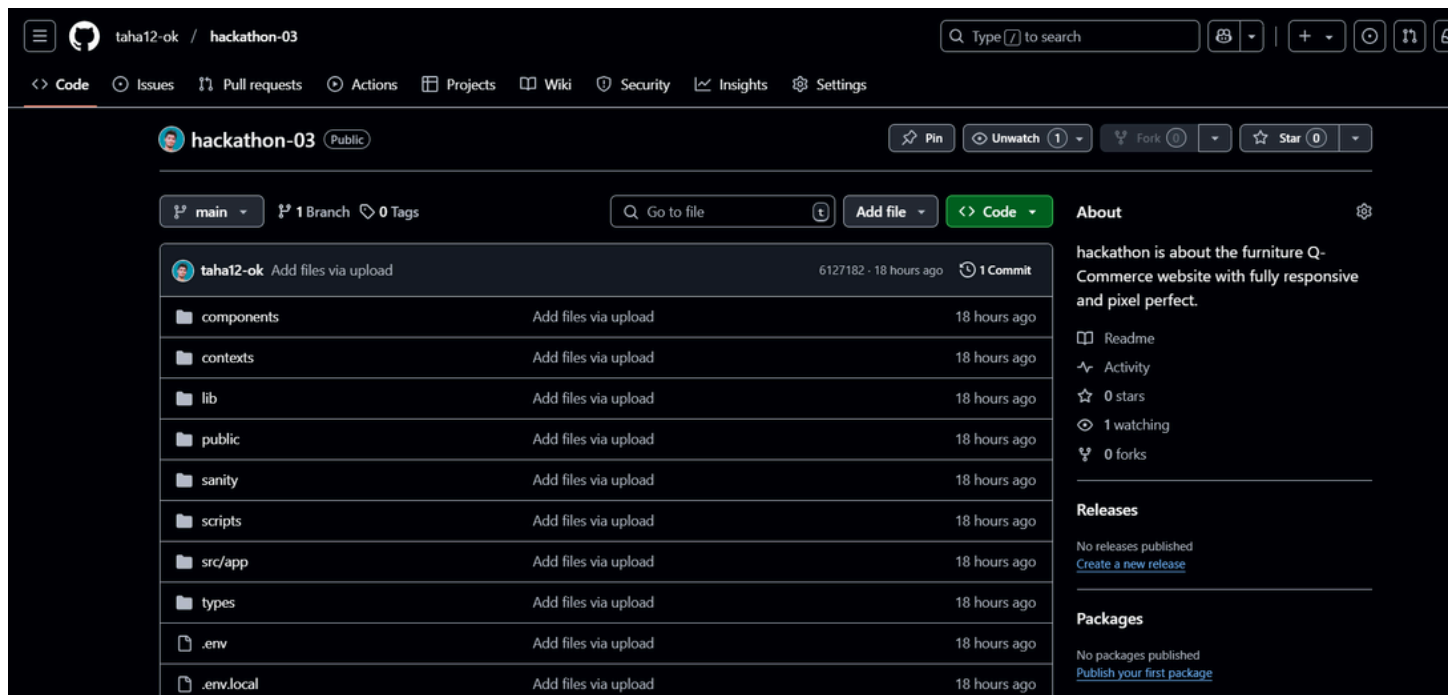 taha12-ok / hackathon-03
Type / to search
Code Issues Pull requests Actions Projects Wiki Security Insights Settings
hackathon-03 Public
Pin Unwatch 1 Fork 0 Star 0
main 1 Branch 0 Tags
Go to file t Add file Code
taha12-ok Add files via upload 6127182 · 18 hours ago 1 Commit
components Add files via upload 18 hours ago
contexts Add files via upload 18 hours ago
lib Add files via upload 18 hours ago
public Add files via upload 18 hours ago
sanity Add files via upload 18 hours ago
scripts Add files via upload 18 hours ago
src/app Add files via upload 18 hours ago
types Add files via upload 18 hours ago
.env Add files via upload 18 hours ago
.env.local Add files via upload 18 hours ago
About
hackathon is about the furniture Q-
Commerce website with fully responsive
and pixel perfect.
Readme
Activity
0 stars
1 watching
0 forks
Releases
No releases published
Create a new release
Packages
No packages published
Publish your first package